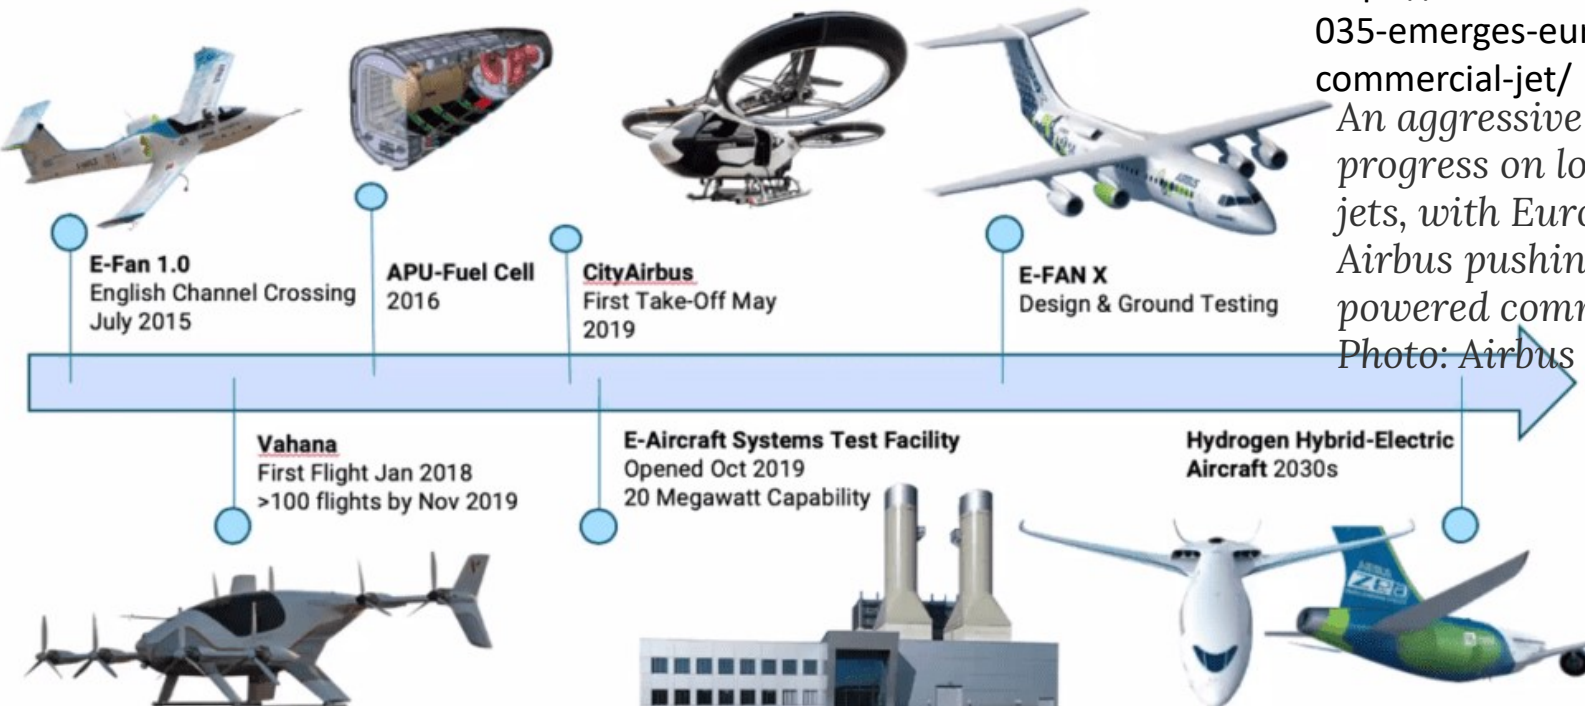 035-emerges-eur
commercial-jet/
An aggressive
progress on lo
jets, with Euro
Airbus pushin
powered comm
Photo: Airbus
E-Fan 1.0
English Channel Crossing
July 2015
APU-Fuel Cell
2016
CityAirbus
First Take-Off May
2019
E-FAN X
Design & Ground Testing
Vahana
First Flight Jan 2018
>100 flights by Nov 2019
E-Aircraft Systems Test Facility
Opened Oct 2019
20 Megawatt Capability
Hydrogen Hybrid-Electric
Aircraft 2030s
AIRBUS
AIRBUS